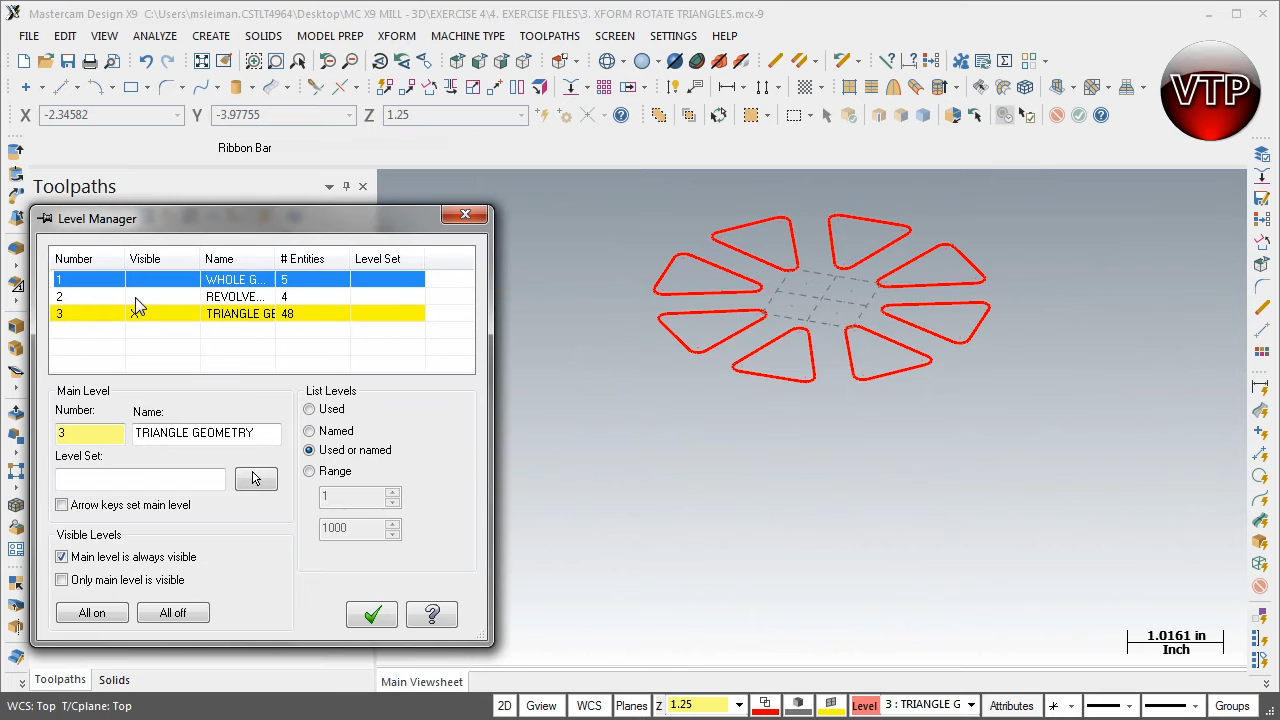 Mastercam Design X9 C:\users\msleiman.CSTLT4964\Desktop\MC X9 MILL - 3D\EXERCISE 4\4. EXERCISE FILES\3. XFORM ROTATE TRIANGLES.mcx-9
FILE EDIT VIEW ANALYZE CREATE SOLIDS MODEL PREP XFORM MACHINE TYPE TOOLPATHS SCREEN SETTINGS HELP
VTP
X -2.34582 Y -3.97755 Z 1.25
Ribbon Bar
Toolpaths
Level Manager
Number Visible Name # Entities Level Set
1 WHOLE G... 5
2 REVOLVE... 4
3 X TRIANGLE GE 48
Main Level
Number: Name:
3 TRIANGLE GEOMETRY
Level Set:
Arrow keys set main level
List Levels
Used
Named
Used or named
Range
1
1000
Visible Levels
Main level is always visible
Only main level is visible
All on All off
1.0161 in
Inch
Toolpaths Solids
Main Viewsheet
WCS: Top T/Cplane: Top 2D Gview WCS Planes Z 1.25 Level 3 : TRIANGLE G Attributes Groups